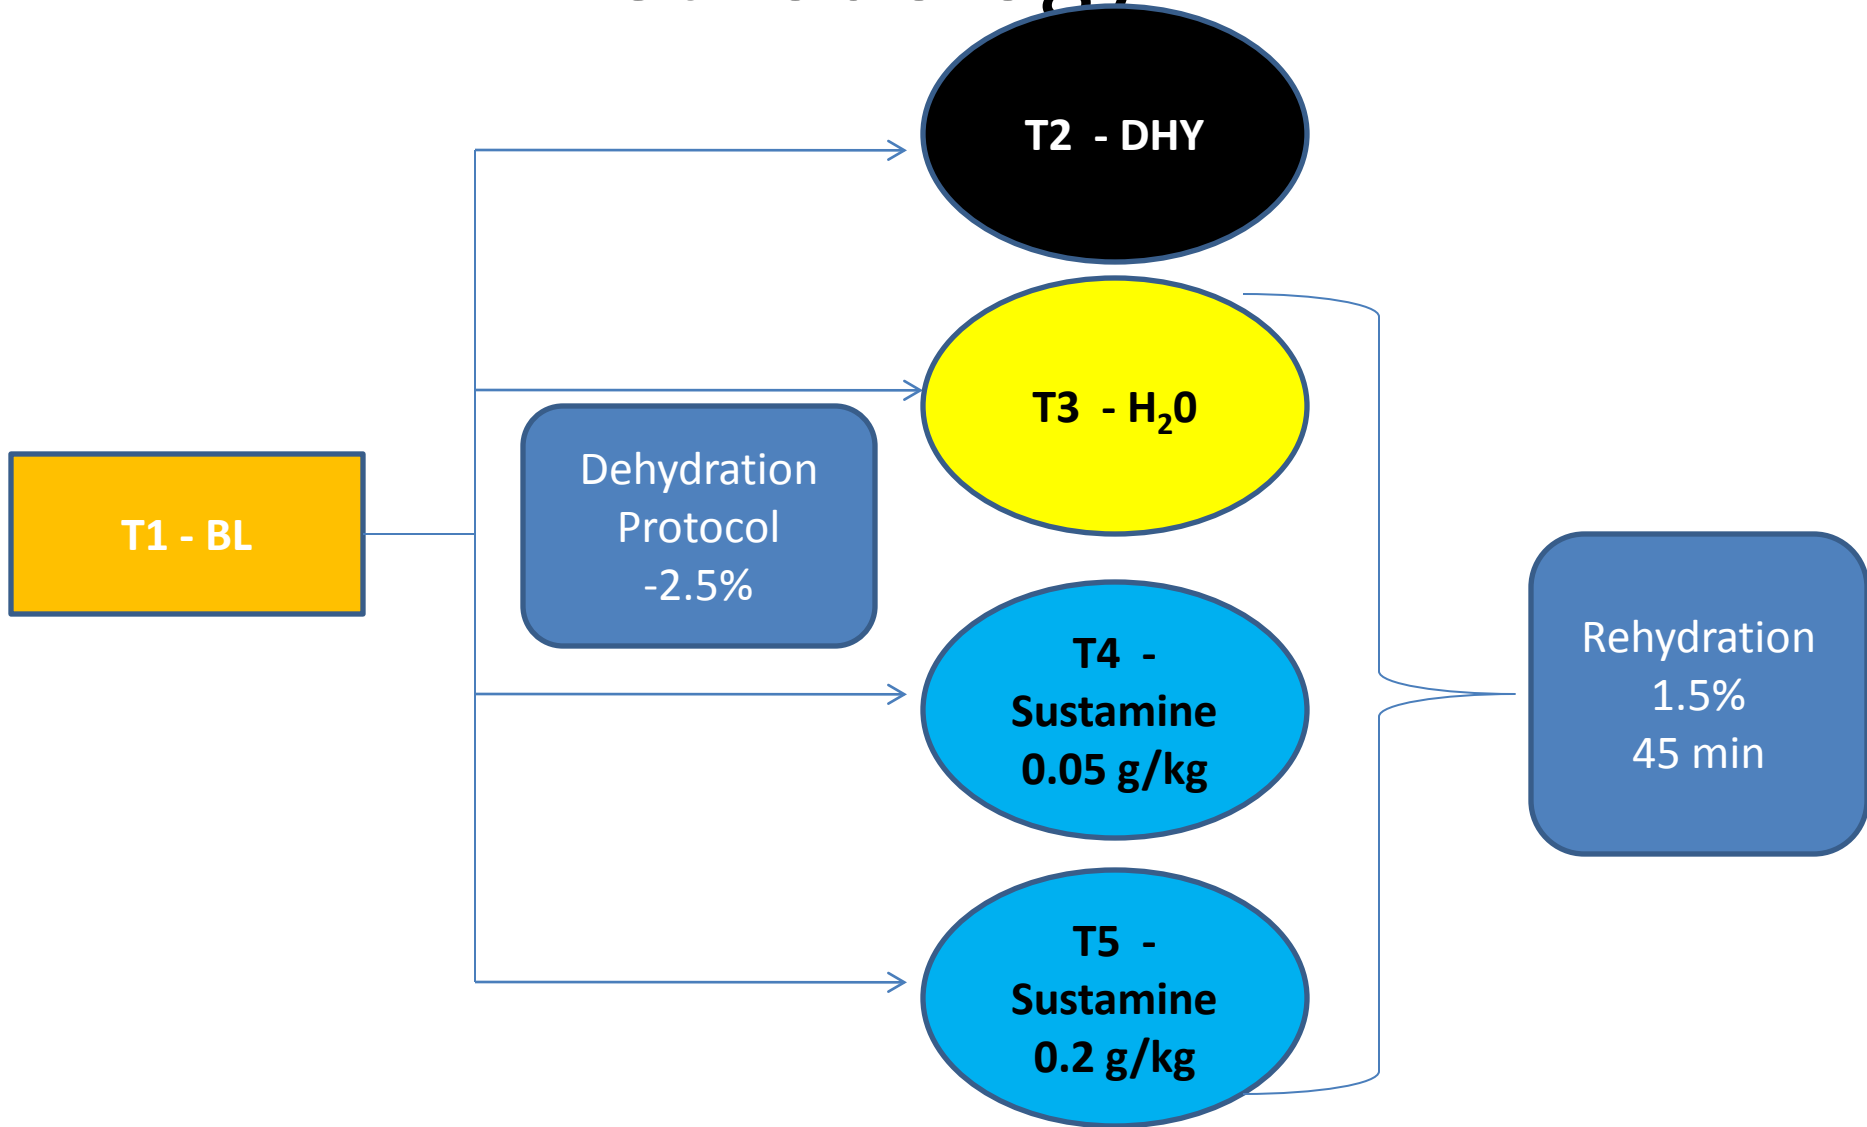 T2 - DHY
T3 - H₂0
Dehydration
Protocol
-2.5%
T1 - BL
T4 -
Sustamine
0.05 g/kg
Rehydration
1.5%
45 min
T5 -
Sustamine
0.2 g/kg